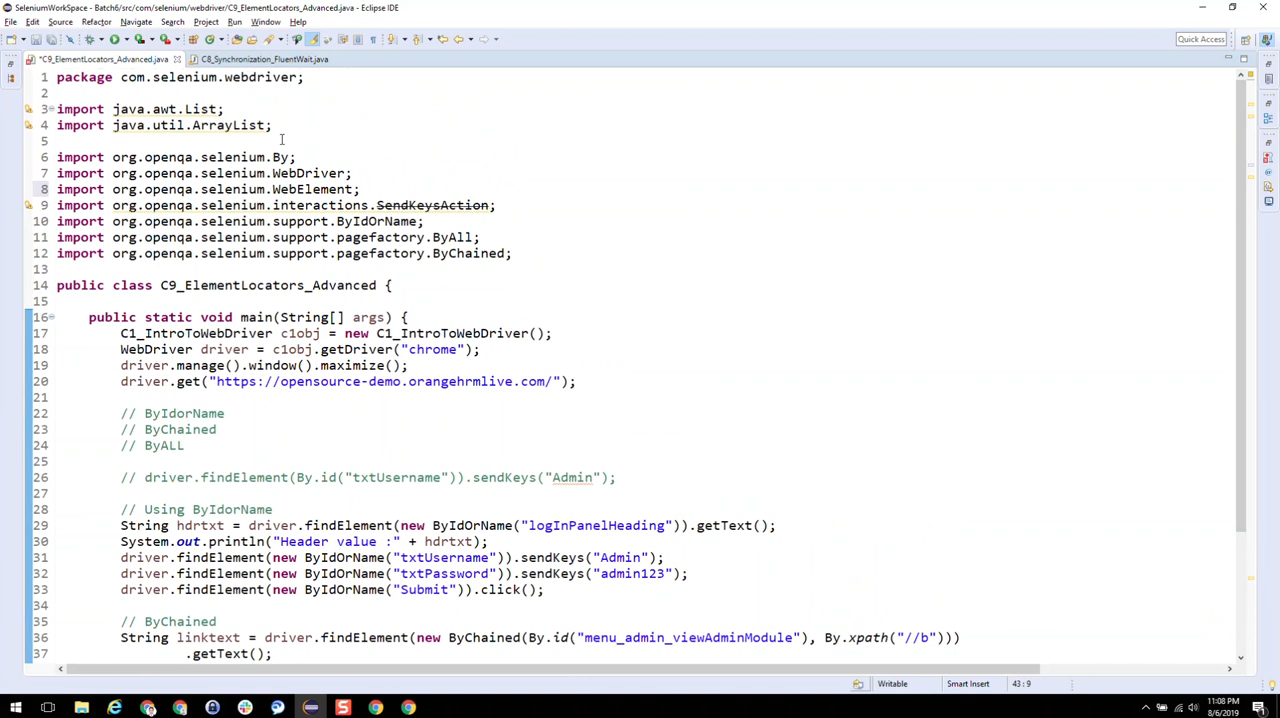 SeleniumWorkSpace - Batch6/src/com/selenium/webdriver/C9_ElementLocators_Advanced.java - Eclipse IDE
File Edit Source Refactor Navigate Search Project Run Window Help
Quick Access
*C9_ElementLocators_Advanced.java C8_Synchronization_FluentWait.java
1 package com.selenium.webdriver;
2
3 import java.awt.List;
4 import java.util.ArrayList;
5
6 import org.openqa.selenium.By;
7 import org.openqa.selenium.WebDriver;
8 import org.openqa.selenium.WebElement;
9 import org.openqa.selenium.interactions.SendKeysAction;
10 import org.openqa.selenium.support.ByIdOrName;
11 import org.openqa.selenium.support.pagefactory.ByAll;
12 import org.openqa.selenium.support.pagefactory.ByChained;
13
14 public class C9_ElementLocators_Advanced {
15
16 public static void main(String[] args) {
17 C1_IntroToWebDriver c1obj = new C1_IntroToWebDriver();
18 WebDriver driver = c1obj.getDriver("chrome");
19 driver.manage().window().maximize();
20 driver.get("https://opensource-demo.orangehrmlive.com/");
21
22 // ByIdorName
23 // ByChained
24 // ByALL
25
26 // driver.findElement(By.id("txtUsername")).sendKeys("Admin");
27
28 // Using ByIdorName
29 String hdrtxt = driver.findElement(new ByIdOrName("logInPanelHeading")).getText();
30 System.out.println("Header value :" + hdrtxt);
31 driver.findElement(new ByIdOrName("txtUsername")).sendKeys("Admin");
32 driver.findElement(new ByIdOrName("txtPassword")).sendKeys("admin123");
33 driver.findElement(new ByIdOrName("Submit")).click();
34
35 // ByChained
36 String linktext = driver.findElement(new ByChained(By.id("menu_admin_viewAdminModule"), By.xpath("//b")))
37 .getText();
Writable Smart Insert 43 : 9
11:08 PM
8/6/2019